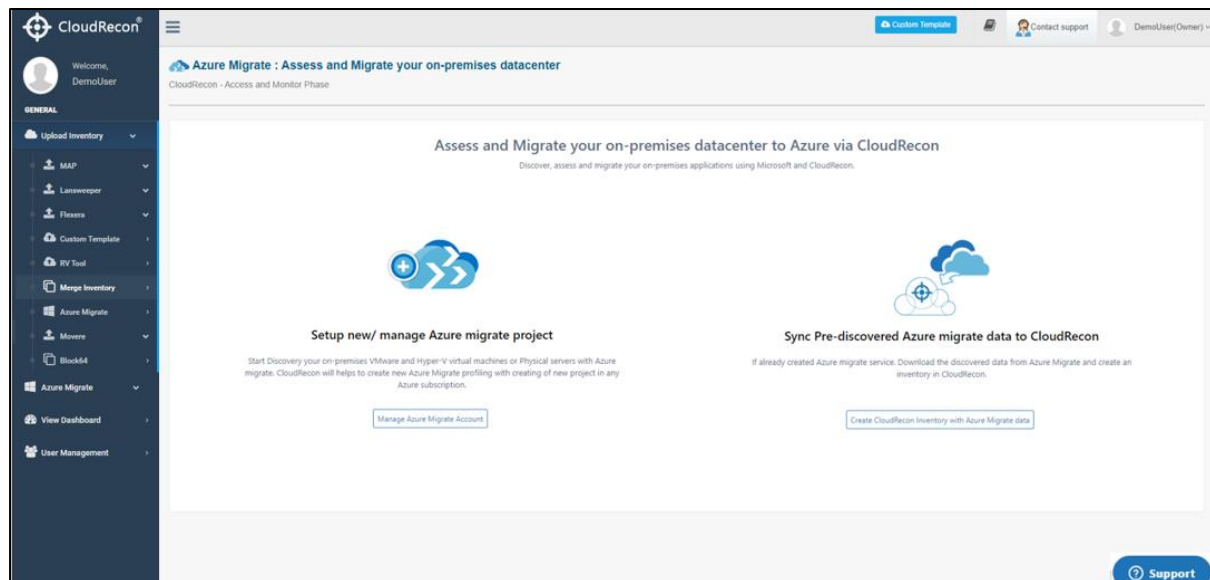 CloudRecon®
Custom Template
Contact support
DemoUser(Owner)
Welcome,
DemoUser
GENERAL
Upload Inventory
MAP
Lansweeper
Flexera
Custom Template
RV Tool
Merge Inventory
Azure Migrate
Movere
Block64
Azure Migrate
View Dashboard
User Management
Azure Migrate : Assess and Migrate your on-premises datacenter
CloudRecon - Access and Monitor Phase
Assess and Migrate your on-premises datacenter to Azure via CloudRecon
Discover, assess and migrate your on-premises applications using Microsoft and CloudRecon.
Setup new/ manage Azure migrate project
Start Discovery your on-premises VMware and Hyper-V virtual machines or Physical servers with Azure
migrate. CloudRecon will helps to create new Azure Migrate profiling with creating of new project in any
Azure subscription.
Manage Azure Migrate Account
Sync Pre-discovered Azure migrate data to CloudRecon
If already created Azure migrate service. Download the discovered data from Azure Migrate and create an
inventory in CloudRecon.
Create CloudRecon Inventory with Azure Migrate data
Support